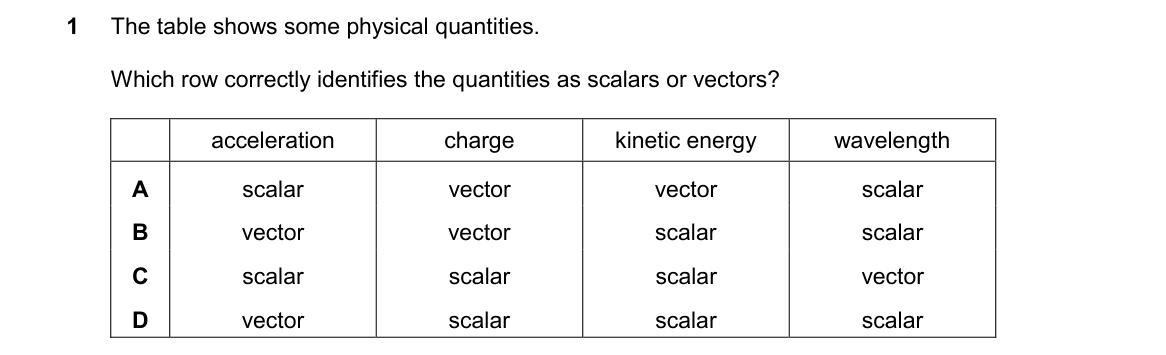 1 The table shows some physical quantities.
Which row correctly identifies the quantities as scalars or vectors?
acceleration charge kinetic energy wavelength
A scalar vector vector scalar
B vector vector scalar scalar
C scalar scalar scalar vector
D vector scalar scalar scalar